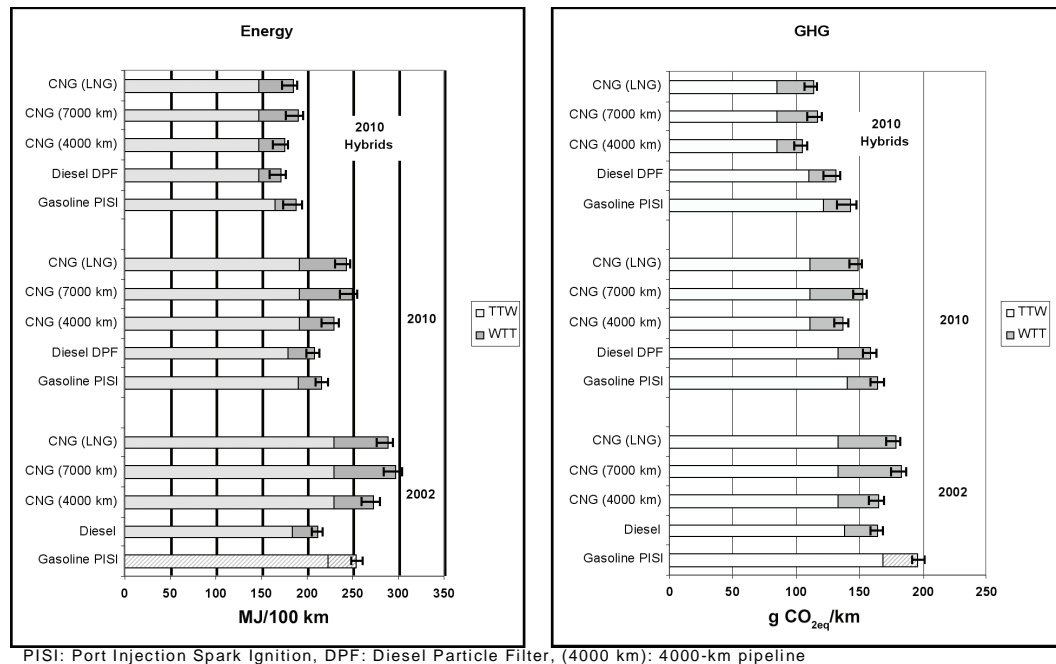 Energy
CNG (LNG)
CNG (7000 km)
CNG (4000 km)
Diesel DPF
Gasoline PISI
2010
Hybrids
CNG (LNG)
CNG (7000 km)
CNG (4000 km)
Diesel DPF
Gasoline PISI
2010
CNG (LNG)
CNG (7000 km)
CNG (4000 km)
Diesel
Gasoline PISI
2002
0 50 100 150 200 250 300 350
MJ/100 km
TTW
WTT
GHG
CNG (LNG)
CNG (7000 km)
CNG (4000 km)
Diesel DPF
Gasoline PISI
2010
Hybrids
CNG (LNG)
CNG (7000 km)
CNG (4000 km)
Diesel DPF
Gasoline PISI
2010
CNG (LNG)
CNG (7000 km)
CNG (4000 km)
Diesel
Gasoline PISI
2002
0 50 100 150 200 250
g CO2eq/km
TTW
WTT
PISI: Port Injection Spark Ignition, DPF: Diesel Particle Filter, (4000 km): 4000-km pipeline